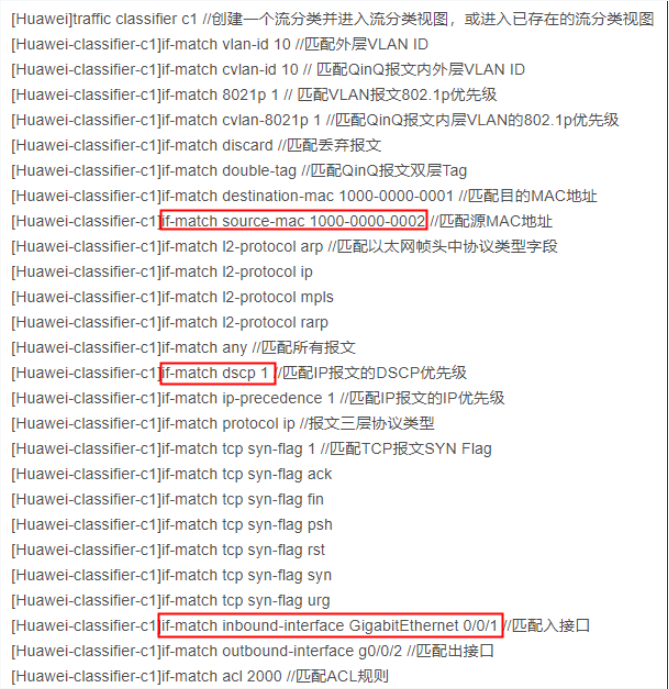 [Huawei]traffic classifier c1 //创建一个流分类并进入流分类视图，或进入已存在的流分类视图
[Huawei-classifier-c1]if-match vlan-id 10 //匹配外层VLAN ID
[Huawei-classifier-c1]if-match cvlan-id 10 // 匹配QinQ报文内外层VLAN ID
[Huawei-classifier-c1]if-match 8021p 1 // 匹配VLAN报文802.1p优先级
[Huawei-classifier-c1]if-match cvlan-8021p 1 //匹配QinQ报文内层VLAN的802.1p优先级
[Huawei-classifier-c1]if-match discard //匹配丢弃报文
[Huawei-classifier-c1]if-match double-tag //匹配QinQ报文双层Tag
[Huawei-classifier-c1]if-match destination-mac 1000-0000-0001 //匹配目的MAC地址
[Huawei-classifier-c1]if-match source-mac 1000-0000-0002 //匹配源MAC地址
[Huawei-classifier-c1]if-match l2-protocol arp //匹配以太网帧头中协议类型字段
[Huawei-classifier-c1]if-match l2-protocol ip
[Huawei-classifier-c1]if-match l2-protocol mpls
[Huawei-classifier-c1]if-match l2-protocol rarp
[Huawei-classifier-c1]if-match any //匹配所有报文
[Huawei-classifier-c1]if-match dscp 1 //匹配IP报文的DSCP优先级
[Huawei-classifier-c1]if-match ip-precedence 1 //匹配IP报文的IP优先级
[Huawei-classifier-c1]if-match protocol ip //报文三层协议类型
[Huawei-classifier-c1]if-match tcp syn-flag 1 //匹配TCP报文SYN Flag
[Huawei-classifier-c1]if-match tcp syn-flag ack
[Huawei-classifier-c1]if-match tcp syn-flag fin
[Huawei-classifier-c1]if-match tcp syn-flag psh
[Huawei-classifier-c1]if-match tcp syn-flag rst
[Huawei-classifier-c1]if-match tcp syn-flag syn
[Huawei-classifier-c1]if-match tcp syn-flag urg
[Huawei-classifier-c1]if-match inbound-interface GigabitEthernet 0/0/1 //匹配入接口
[Huawei-classifier-c1]if-match outbound-interface g0/0/2 //匹配出接口
[Huawei-classifier-c1]if-match acl 2000 //匹配ACL规则